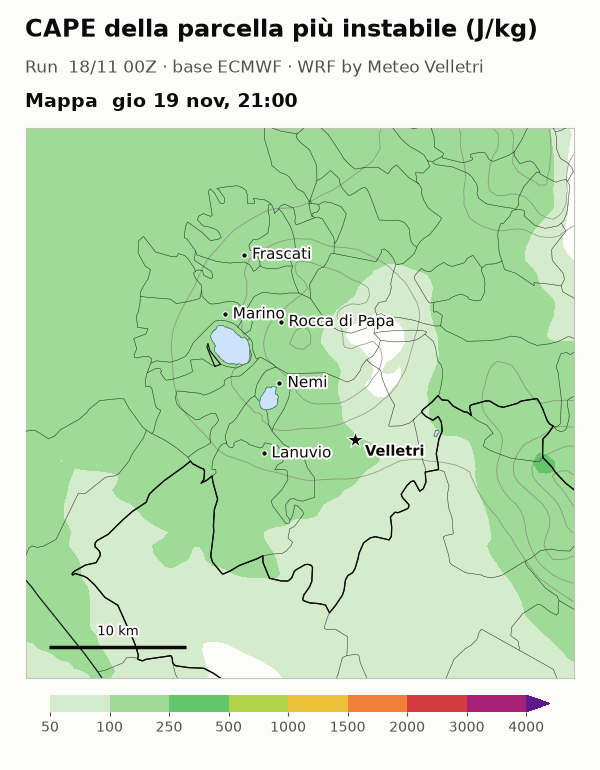 CAPE della parcella più instabile (J/kg)
Run  18/11 00Z · base ECMWF · WRF by Meteo Velletri
Mappa  gio 19 nov, 21:00
Frascati
Marino
Rocca di Papa
Nemi
Velletri
Lanuvio
10 km
50 100 250 500 1000 1500 2000 3000 4000